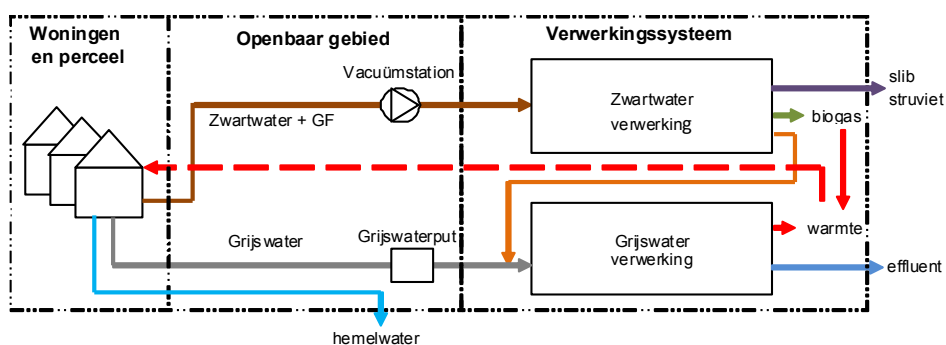 Woningen
en perceel
Openbaar gebied
Verwerkingssysteem
Vacuümstation
Zwartwater + GF
Zwartwater
verwerking
slib
struviet
biogas
Grijswater
Grijswaterput
Grijswater
verwerking
warmte
effluent
hemelwater